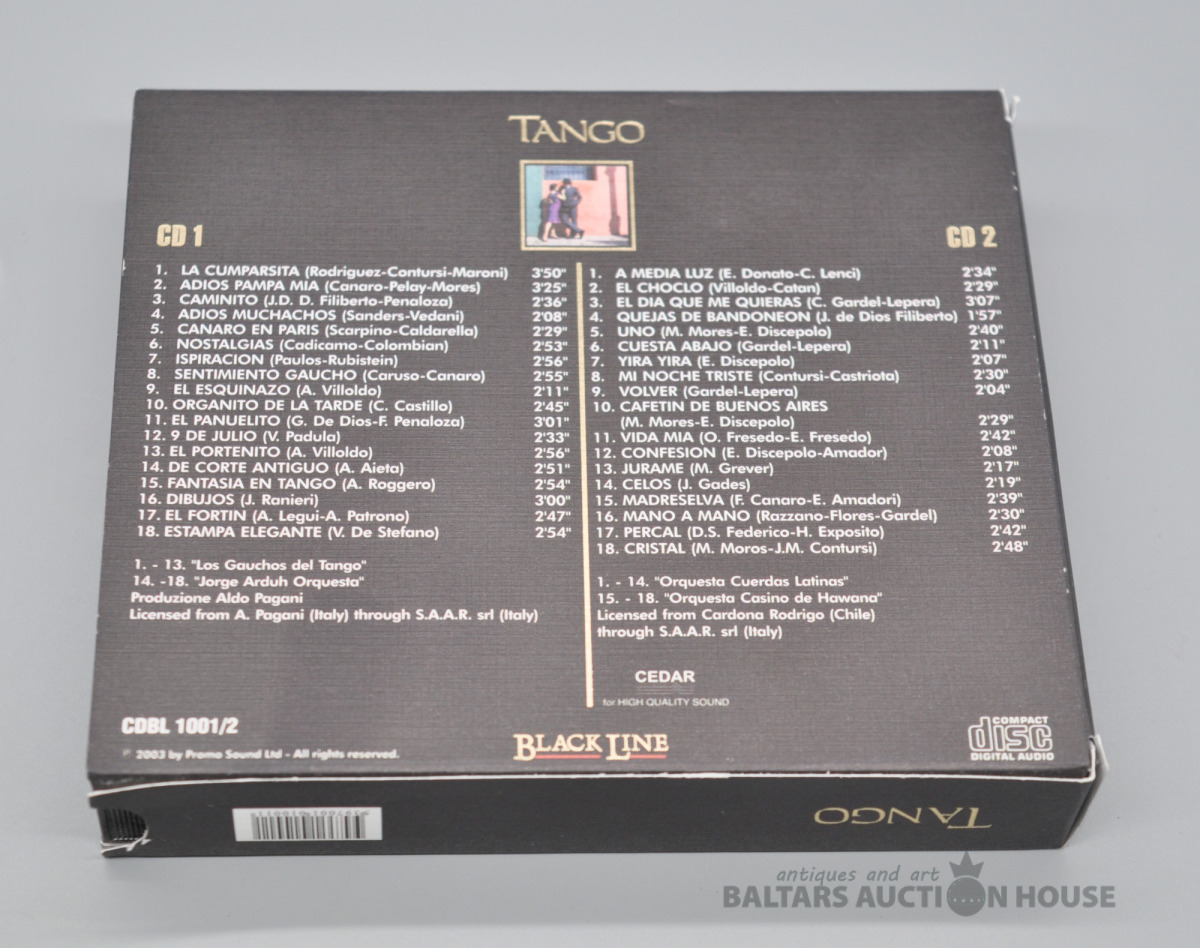 TANGO
CD 1
1. LA CUMPARSITA (Rodriguez-Contursi-Maroni) 3'50"
2. ADIOS PAMPA MIA (Canaro-Pelay-Mores) 3'25"
3. CAMINITO (J.D. D. Filiberto-Penaloza) 2'36"
4. ADIOS MUCHACHOS (Sanders-Vedani) 2'08"
5. CANARO EN PARIS (Scarpino-Caldarella) 2'29"
6. NOSTALGIAS (Cadicamo-Colombian) 2'53"
7. ISPIRACION (Paulos-Rubistein) 2'56"
8. SENTIMIENTO GAUCHO (Caruso-Canaro) 2'55"
9. EL ESQUINAZO (A. Villoldo) 2'11"
10. ORGANITO DE LA TARDE (C. Castillo) 2'45"
11. EL PANUELITO (G. De Dios-F. Penaloza) 3'01"
12. 9 DE JULIO (V. Padula) 2'33"
13. EL PORTENITO (A. Villoldo) 2'56"
14. DE CORTE ANTIGUO (A. Aieta) 2'51"
15. FANTASIA EN TANGO (A. Roggero) 2'54"
16. DIBUJOS (J. Ranieri) 3'00"
17. EL FORTIN (A. Legui-A. Patrono) 2'47"
18. ESTAMPA ELEGANTE (V. De Stefano) 2'54"
1. - 13. "Los Gauchos del Tango"
14. -18. "Jorge Arduh Orquesta"
Produzione Aldo Pagani
Licensed from A. Pagani (Italy) through S.A.A.R. srl (Italy)
CD 2
1. A MEDIA LUZ (E. Donato-C. Lenci) 2'34"
2. EL CHOCLO (Villoldo-Catan) 2'29"
3. EL DIA QUE ME QUIERAS (C. Gardel-Lepera) 3'07"
4. QUEJAS DE BANDONEON (J. de Dios Filiberto) 1'57"
5. UNO (M. Mores-E. Discepolo) 2'40"
6. CUESTA ABAJO (Gardel-Lepera) 2'11"
7. YIRA YIRA (E. Discepolo) 2'07"
8. MI NOCHE TRISTE (Contursi-Castriota) 2'30"
9. VOLVER (Gardel-Lepera) 2'04"
10. CAFETIN DE BUENOS AIRES
(M. Mores-E. Discepolo) 2'29"
11. VIDA MIA (O. Fresedo-E. Fresedo) 2'42"
12. CONFESION (E. Discepolo-Amador) 2'08"
13. JURAME (M. Grever) 2'17"
14. CELOS (J. Gades) 2'19"
15. MADRESELVA (F. Canaro-E. Amadori) 2'39"
16. MANO A MANO (Razzano-Flores-Gardel) 2'30"
17. PERCAL (D.S. Federico-H. Exposito) 2'42"
18. CRISTAL (M. Moros-J.M. Contursi) 2'48"
1. - 14. "Orquesta Cuerdas Latinas"
15. - 18. "Orquesta Casino de Hawana"
Licensed from Cardona Rodrigo (Chile)
through S.A.A.R. srl (Italy)
CEDAR
for HIGH QUALITY SOUND
CDBL 1001/2
℗ 2003 by Promo Sound Ltd - All rights reserved.
BLACK LINE
COMPACT
disc
DIGITAL AUDIO
TANGO
antiques and art
BALTARS AUCTION HOUSE